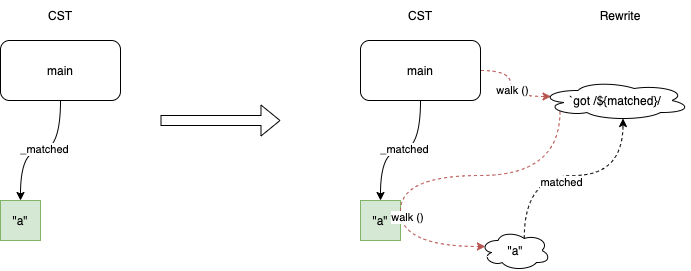 CST
CST
Rewrite
main
main
walk ()
`got /${matched}/
_matched
_matched
matched
"a"
"a"
walk ()
"a"